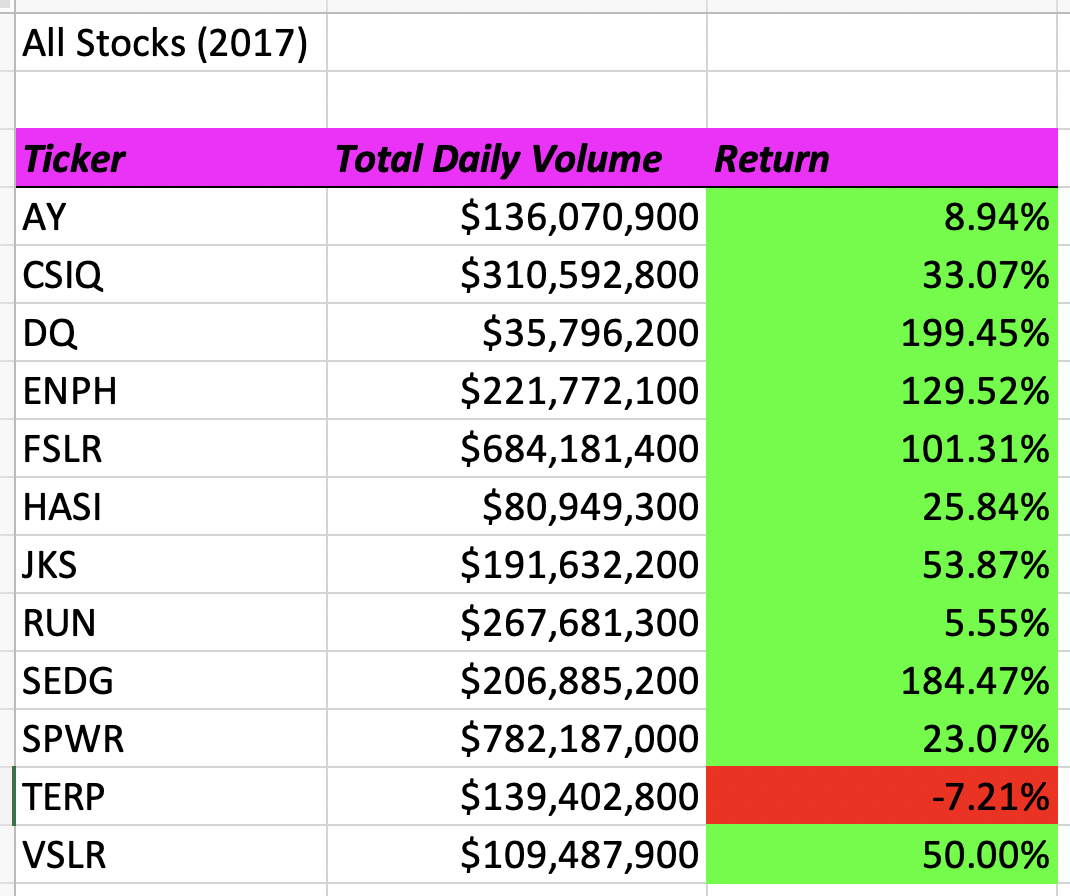 All Stocks (2017)
Ticker Total Daily Volume Return
AY $136,070,900 8.94%
CSIQ $310,592,800 33.07%
DQ $35,796,200 199.45%
ENPH $221,772,100 129.52%
FSLR $684,181,400 101.31%
HASI $80,949,300 25.84%
JKS $191,632,200 53.87%
RUN $267,681,300 5.55%
SEDG $206,885,200 184.47%
SPWR $782,187,000 23.07%
TERP $139,402,800 -7.21%
VSLR $109,487,900 50.00%